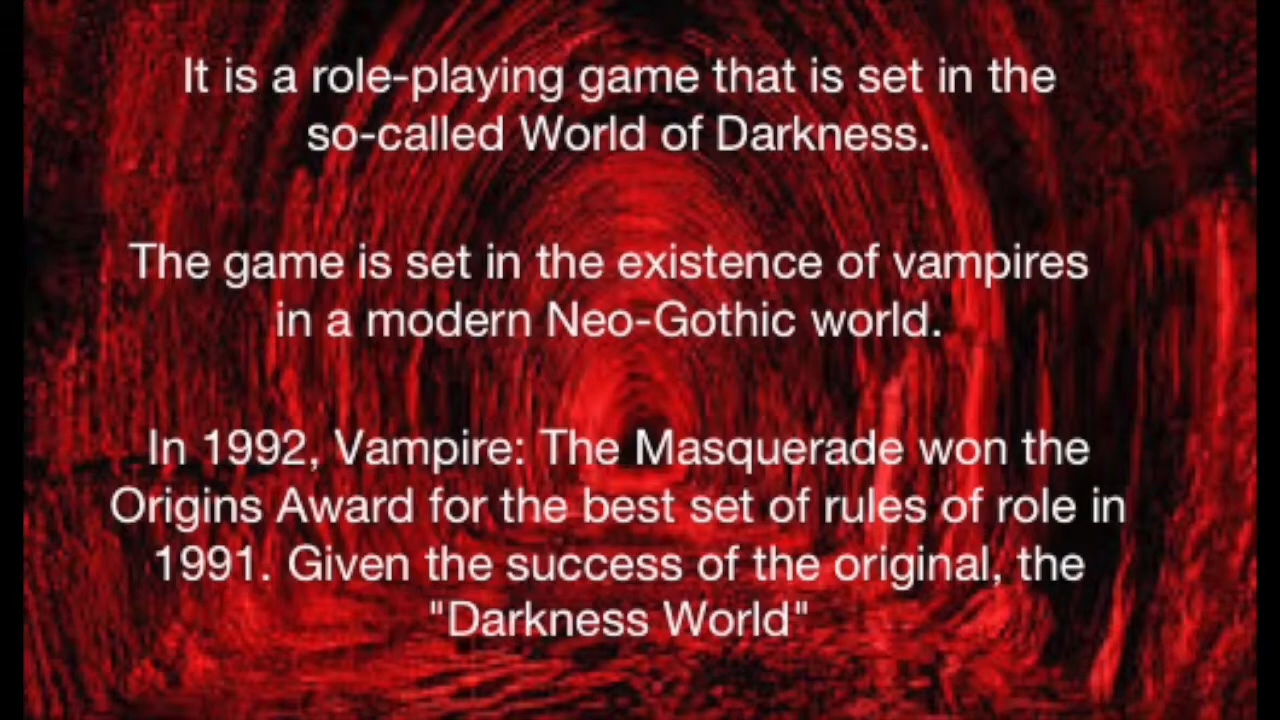 It is a role-playing game that is set in the
so-called World of Darkness.
The game is set in the existence of vampires
in a modern Neo-Gothic world.
In 1992, Vampire: The Masquerade won the
Origins Award for the best set of rules of role in
1991. Given the success of the original, the
"Darkness World"